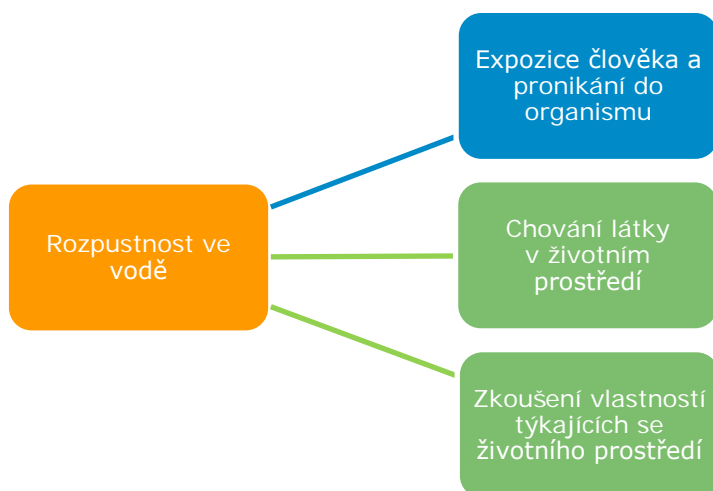 Expozice člověka a
pronikání do
organismu
Rozpustnost ve
vodě
Chování látky
v životním
prostředí
Zkoušení vlastností
týkajících se
životního prostředí